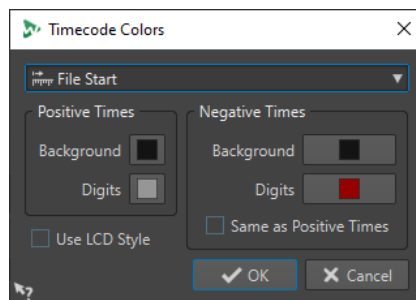 Timecode Colors
File Start
Positive Times
Negative Times
Background
Background
Digits
Digits
Same as Positive Times
Use LCD Style
OK
Cancel
?